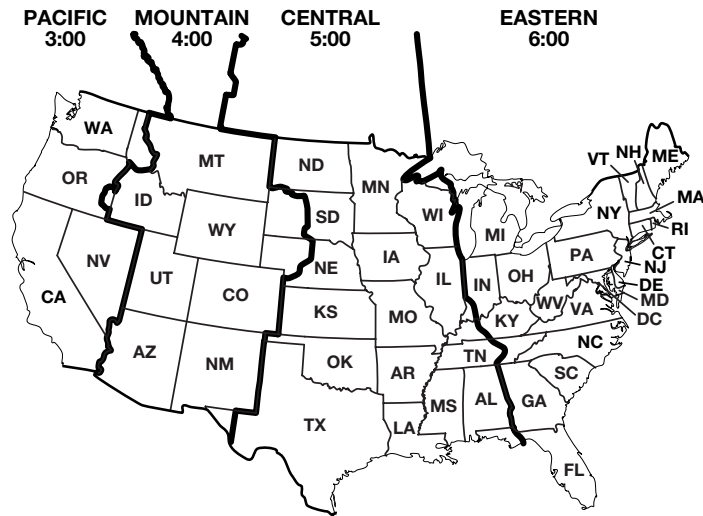 PACIFIC MOUNTAIN CENTRAL EASTERN
3:00 4:00 5:00 6:00
WA
MT
ND
MN
VT NH ME
OR
ID
WY
SD
WI
MI
NY
MA
RI
CT
NJ
DE
MD
DC
NV
UT
CO
NE
IA
IL
IN
OH
PA
CA
KS
MO
KY
WV
VA
AZ
NM
OK
AR
TN
NC
SC
TX
LA
MS
AL
GA
FL